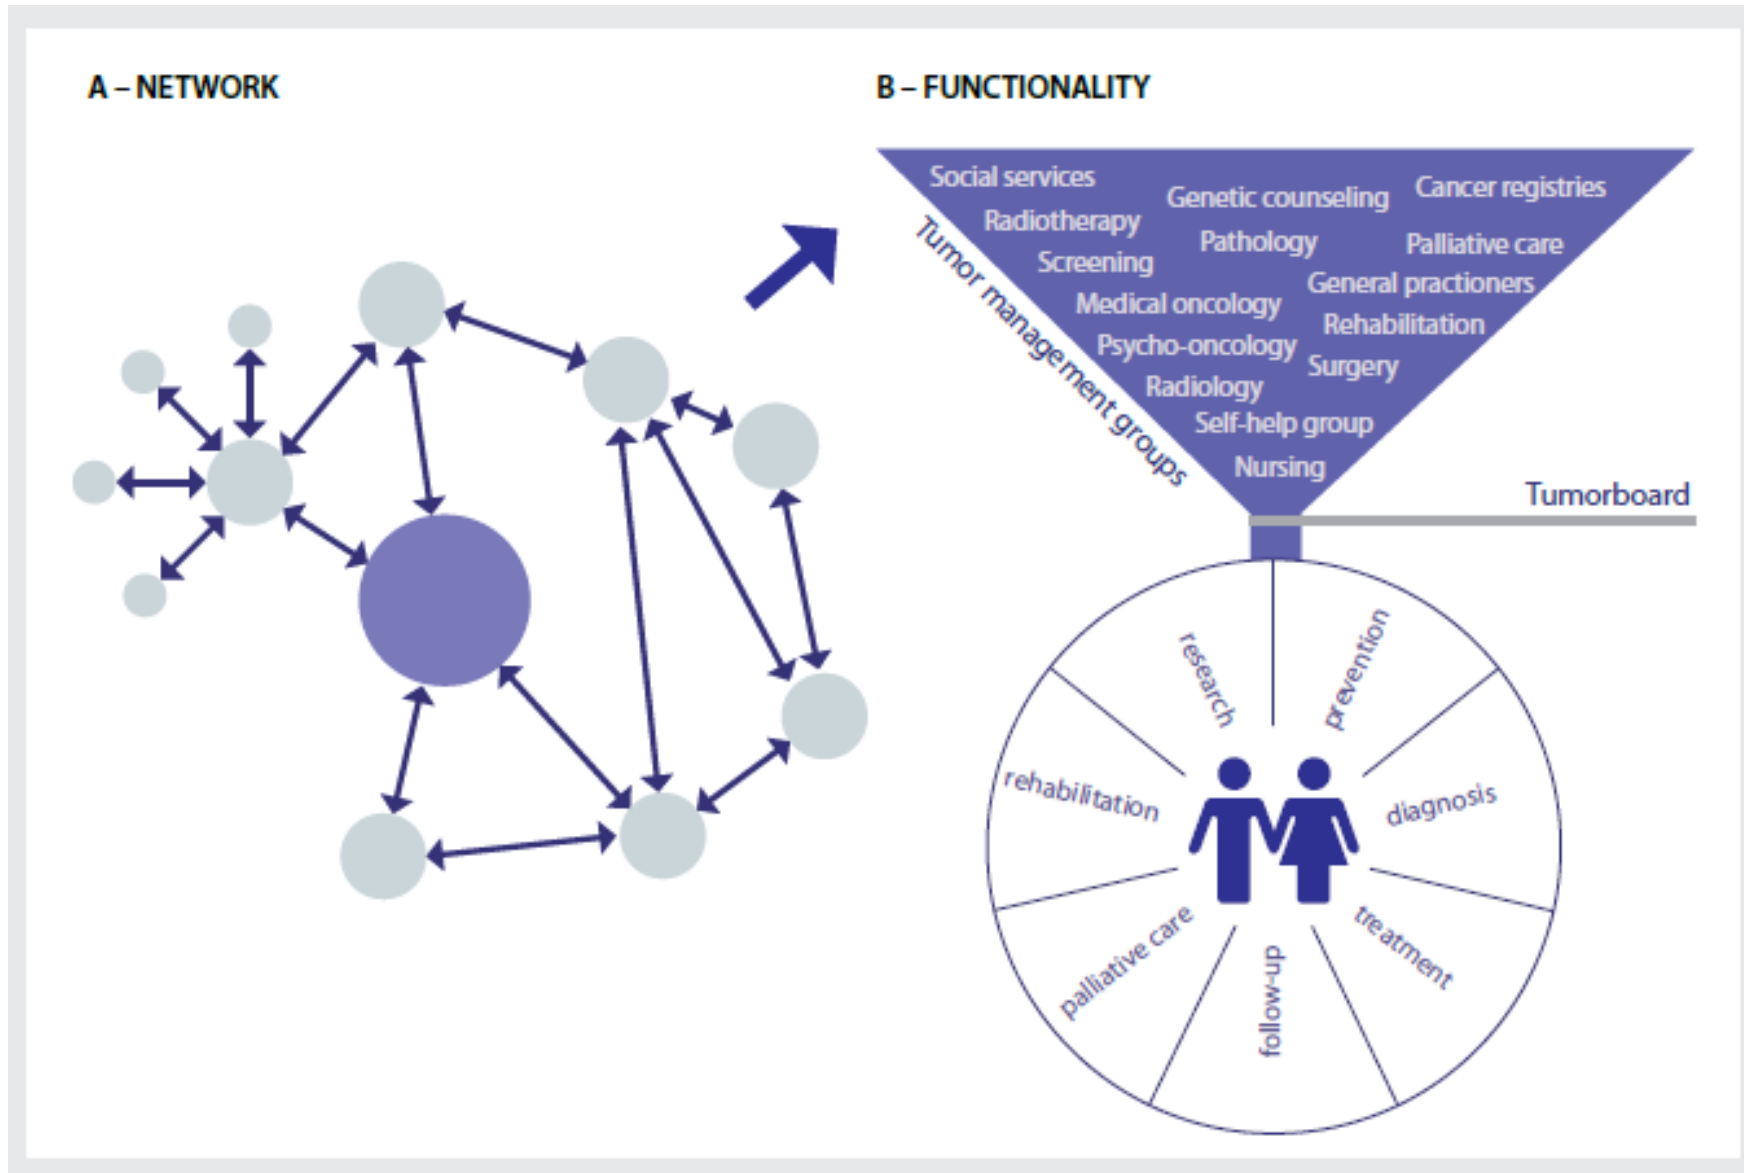 A – NETWORK
B – FUNCTIONALITY
Social services
Genetic counseling
Cancer registries
Radiotherapy
Pathology
Palliative care
Screening
General practioners
Medical oncology
Rehabilitation
Psycho-oncology
Surgery
Radiology
Self-help group
Nursing
Tumor management groups
Tumorboard
research
prevention
rehabilitation
diagnosis
palliative care
treatment
follow-up